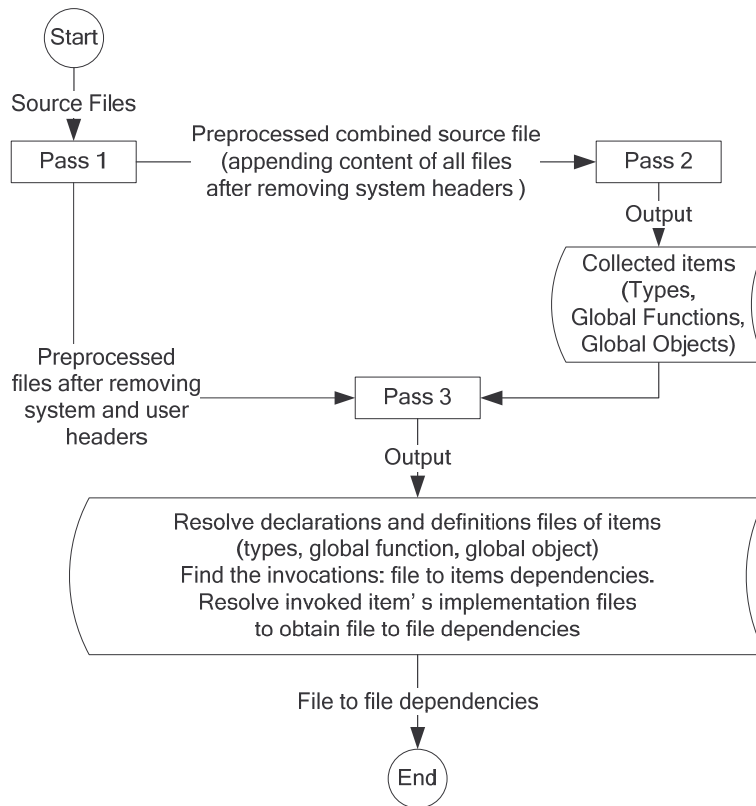 Start
Source Files
Pass 1
Preprocessed combined source file
(appending content of all files
after removing system headers )
Pass 2
Output
Collected items
(Types,
Global Functions,
Global Objects)
Preprocessed
files after removing
system and user
headers
Pass 3
Output
Resolve declarations and definitions files of items
(types, global function, global object)
Find the invocations: file to items dependencies.
Resolve invoked item' s implementation files
to obtain file to file dependencies
File to file dependencies
End